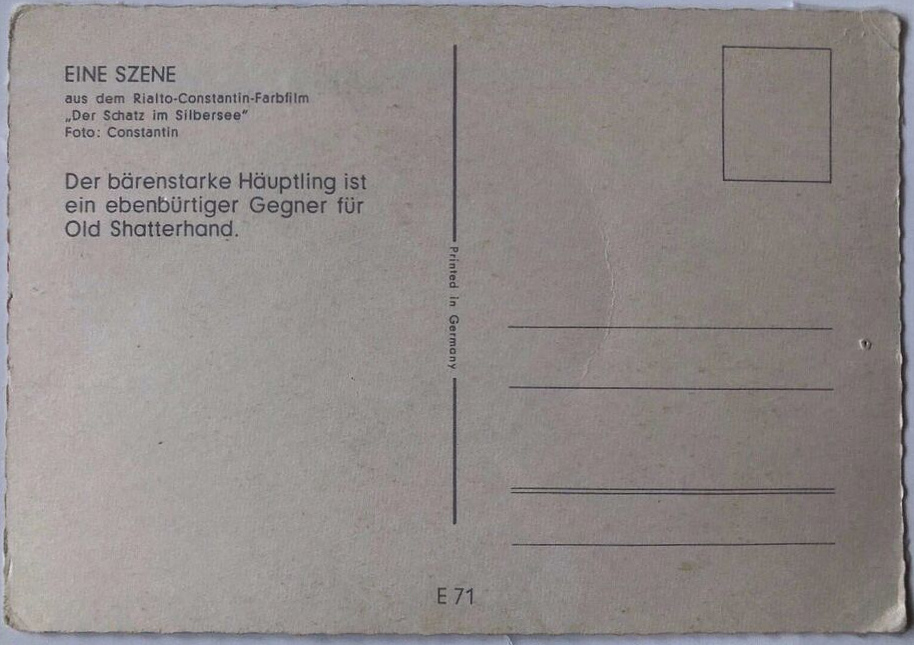 EINE SZENE
aus dem Rialto-Constantin-Farbfilm
„Der Schatz im Silbersee“
Foto: Constantin
Der bärenstarke Häuptling ist
ein ebenbürtiger Gegner für
Old Shatterhand.
Printed in Germany
E 71